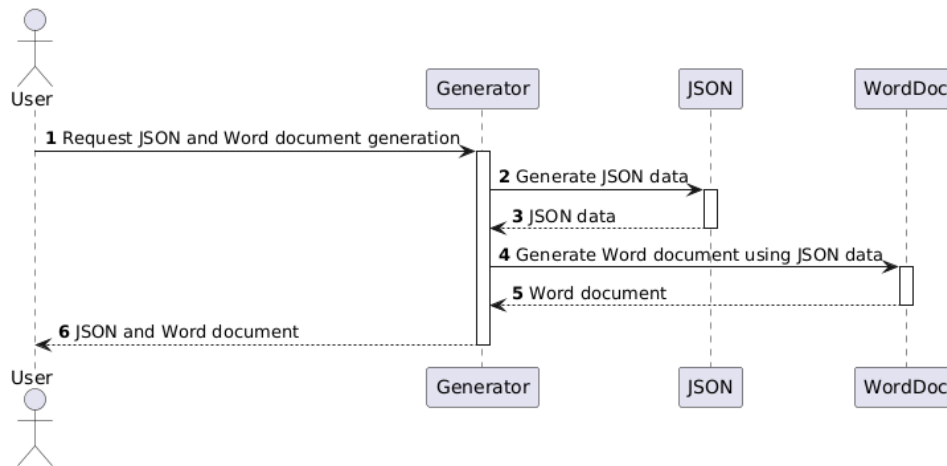 User
Generator
JSON
WordDoc
1 Request JSON and Word document generation
2 Generate JSON data
3 JSON data
4 Generate Word document using JSON data
5 Word document
6 JSON and Word document
User
Generator
JSON
WordDoc